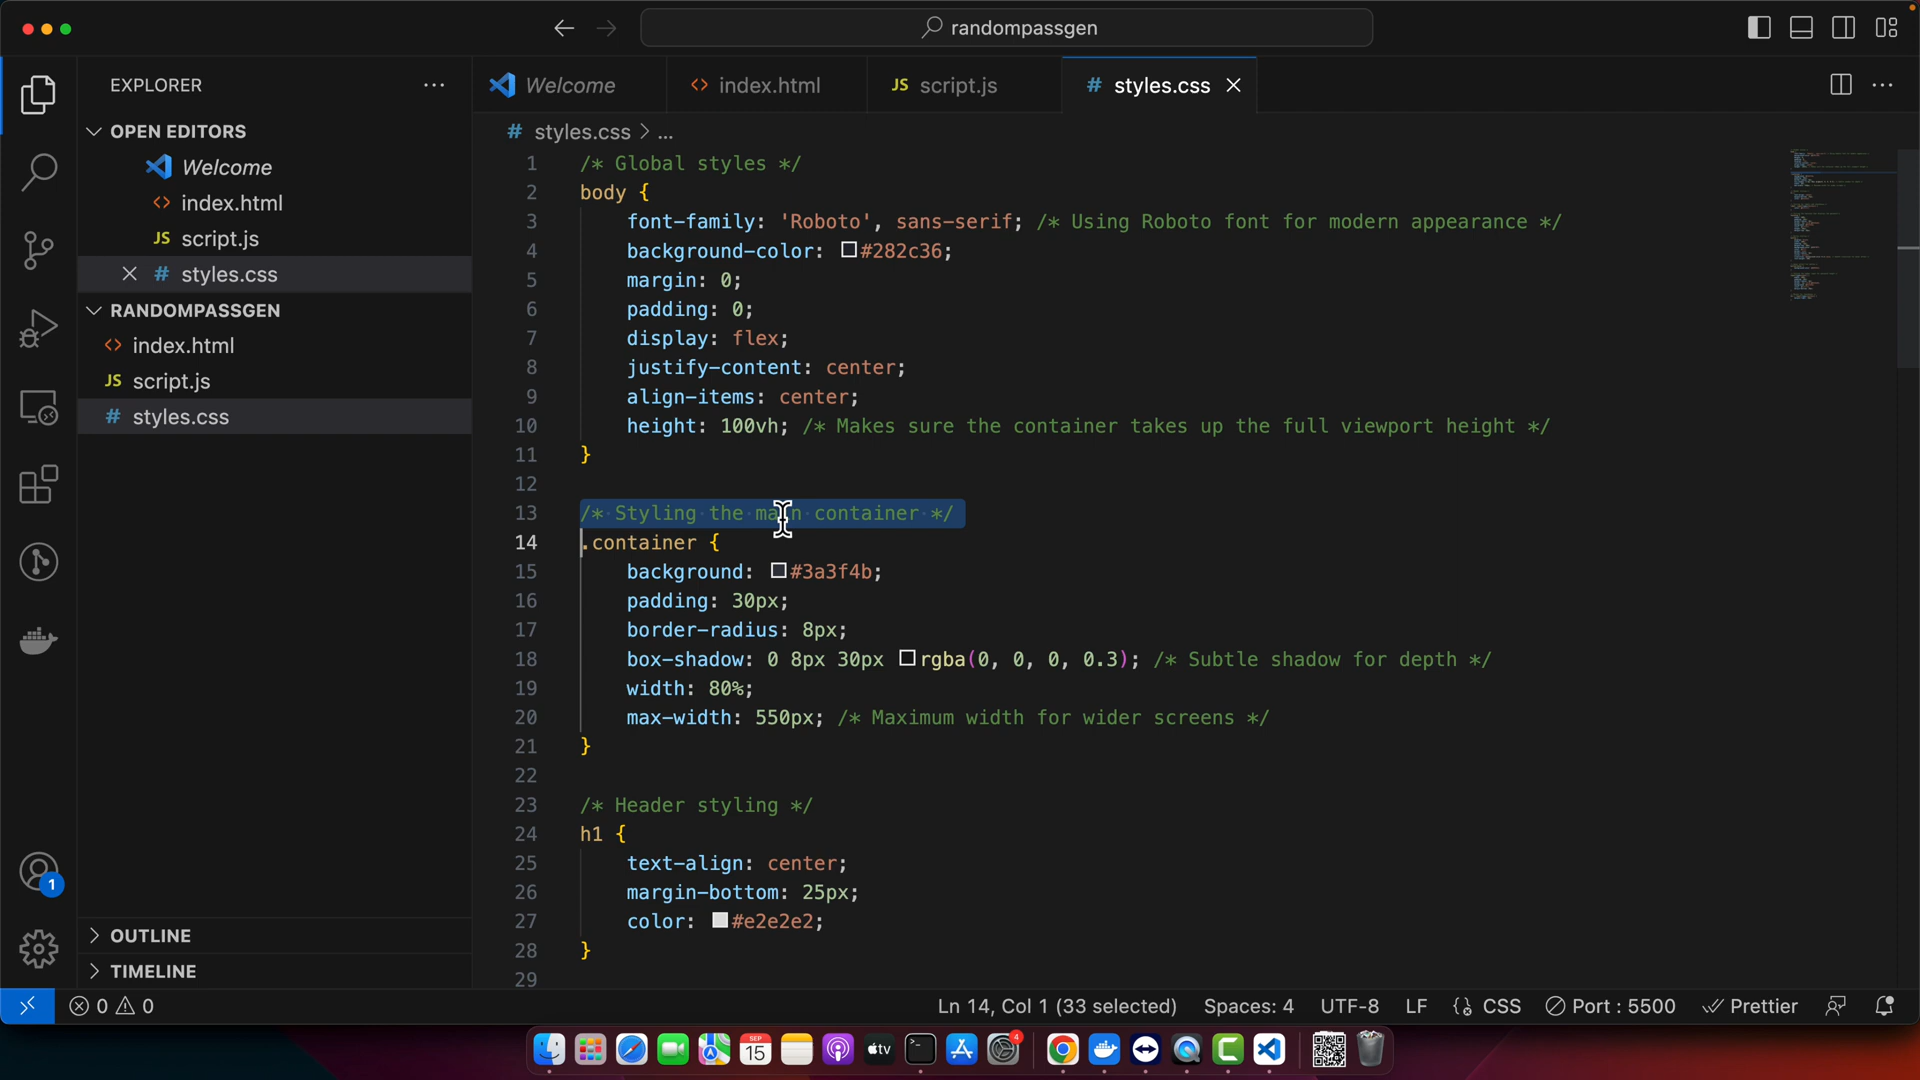 randompassgen
EXPLORER
OPEN EDITORS
Welcome
<> index.html
JS script.js
# styles.css
RANDOMPASSGEN
<> index.html
JS script.js
# styles.css
OUTLINE
TIMELINE
1
Welcome
<> index.html
JS script.js
# styles.css
# styles.css > ...
1 /* Global styles */
2 body {
3 font-family: 'Roboto', sans-serif; /* Using Roboto font for modern appearance */
4 background-color: #282c36;
5 margin: 0;
6 padding: 0;
7 display: flex;
8 justify-content: center;
9 align-items: center;
10 height: 100vh; /* Makes sure the container takes up the full viewport height */
11 }
12
13 /* Styling the main container */
14 .container {
15 background: #3a3f4b;
16 padding: 30px;
17 border-radius: 8px;
18 box-shadow: 0 8px 30px rgba(0, 0, 0, 0.3); /* Subtle shadow for depth */
19 width: 80%;
20 max-width: 550px; /* Maximum width for wider screens */
21 }
22
23 /* Header styling */
24 h1 {
25 text-align: center;
26 margin-bottom: 25px;
27 color: #e2e2e2;
28 }
29
0 0
Ln 14, Col 1 (33 selected)
Spaces: 4
UTF-8
LF
{} CSS
Port : 5500
Prettier
SEP
15
tv
4